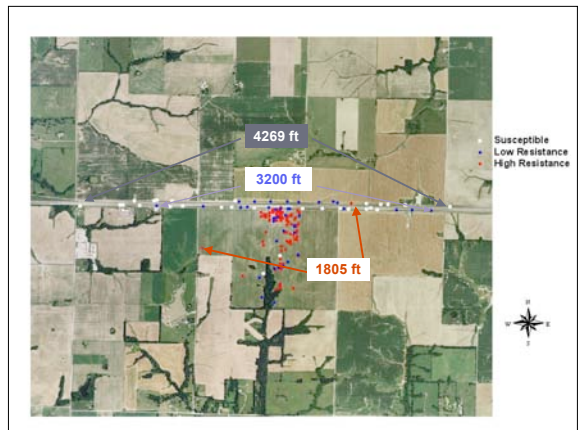 4269 ft
Susceptible
Low Resistance
High Resistance
3200 ft
1805 ft
N
W
E